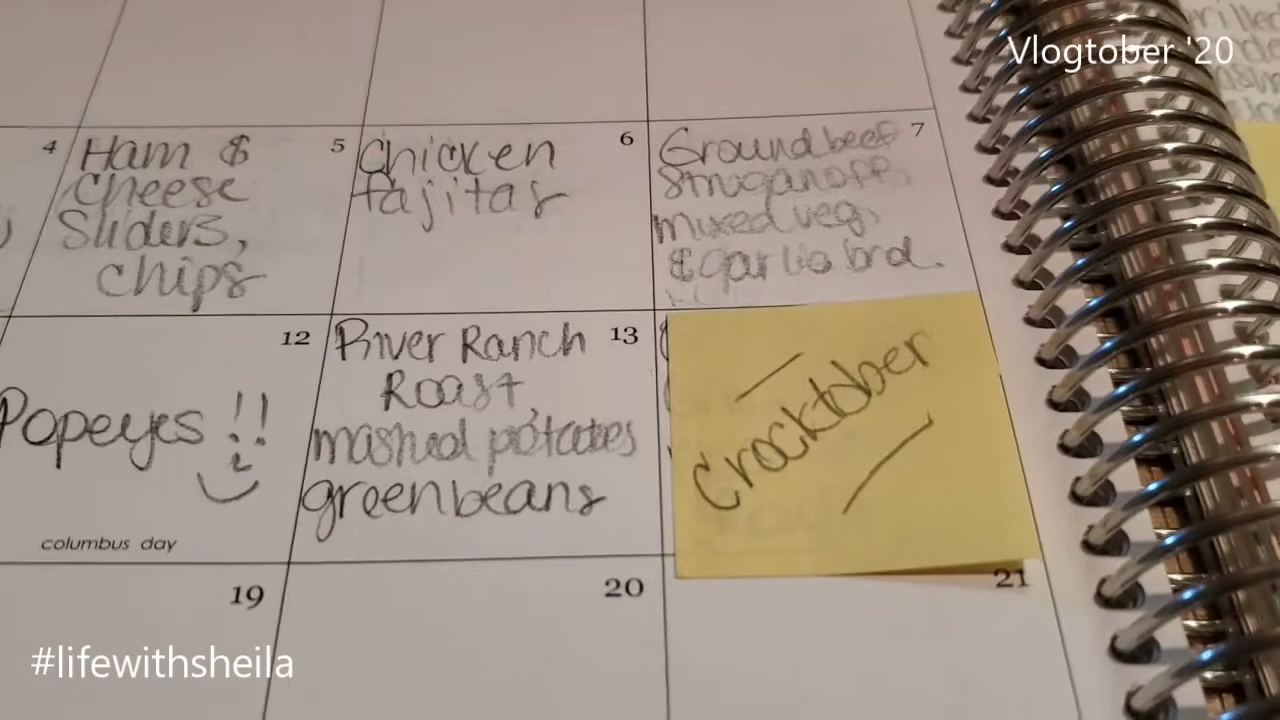 Vlogtober '20
4
Ham &
Cheese
Sliders,
chips
5
Chicken
fajitas
6
Ground beef
Stroganoff
mixed veg,
& garlic brd.
7
12
Popeyes !!
columbus day
River Ranch
Roast,
mashed potatoes
greenbeans
13
Crocktober
19
20
21
#lifewithsheila